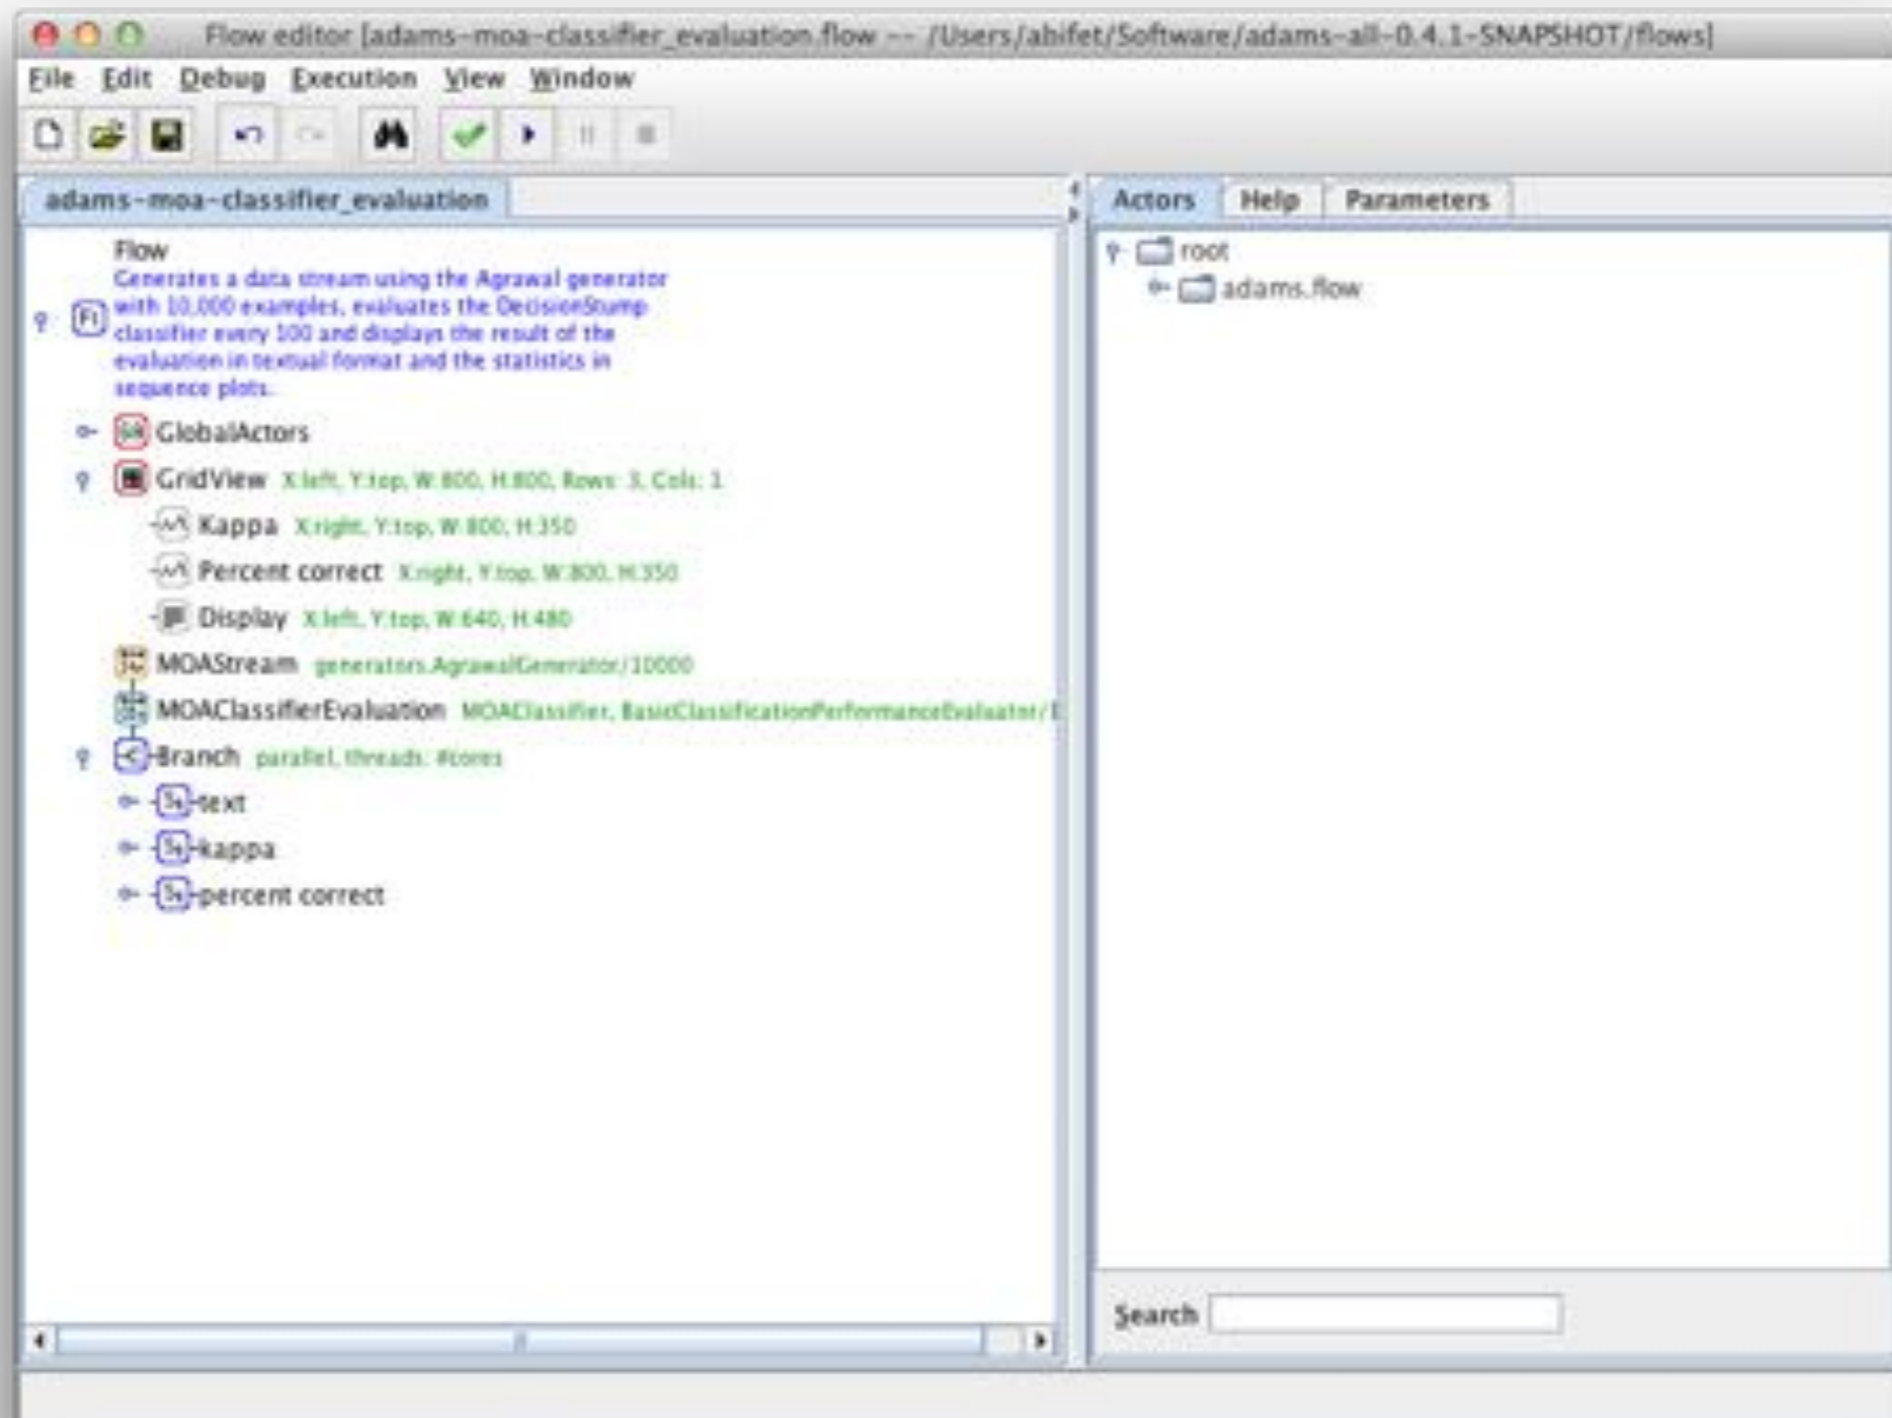 Flow editor [adams-moa-classifier_evaluation.flow -- /Users/abifet/Software/adams-all-0.4.1-SNAPSHOT/flows]
File Edit Debug Execution View Window
adams-moa-classifier_evaluation
Flow
Generates a data stream using the Agrawal generator
with 10,000 examples, evaluates the DecisionStump
classifier every 100 and displays the result of the
evaluation in textual format and the statistics in
sequence plots.
GlobalActors
GridView X:left, Y:top, W:800, H:800, Rows: 3, Cols: 1
Kappa X:right, Y:top, W:800, H:350
Percent correct X:right, Y:top, W:800, H:350
Display X:left, Y:top, W:640, H:480
MOAStream generators.AgrawalGenerator/10000
MOAClassifierEvaluation MOAClassifier, BasicClassificationPerformanceEvaluator/1
Branch parallel, threads: #cores
text
kappa
percent correct
Actors Help Parameters
root
adams.flow
Search